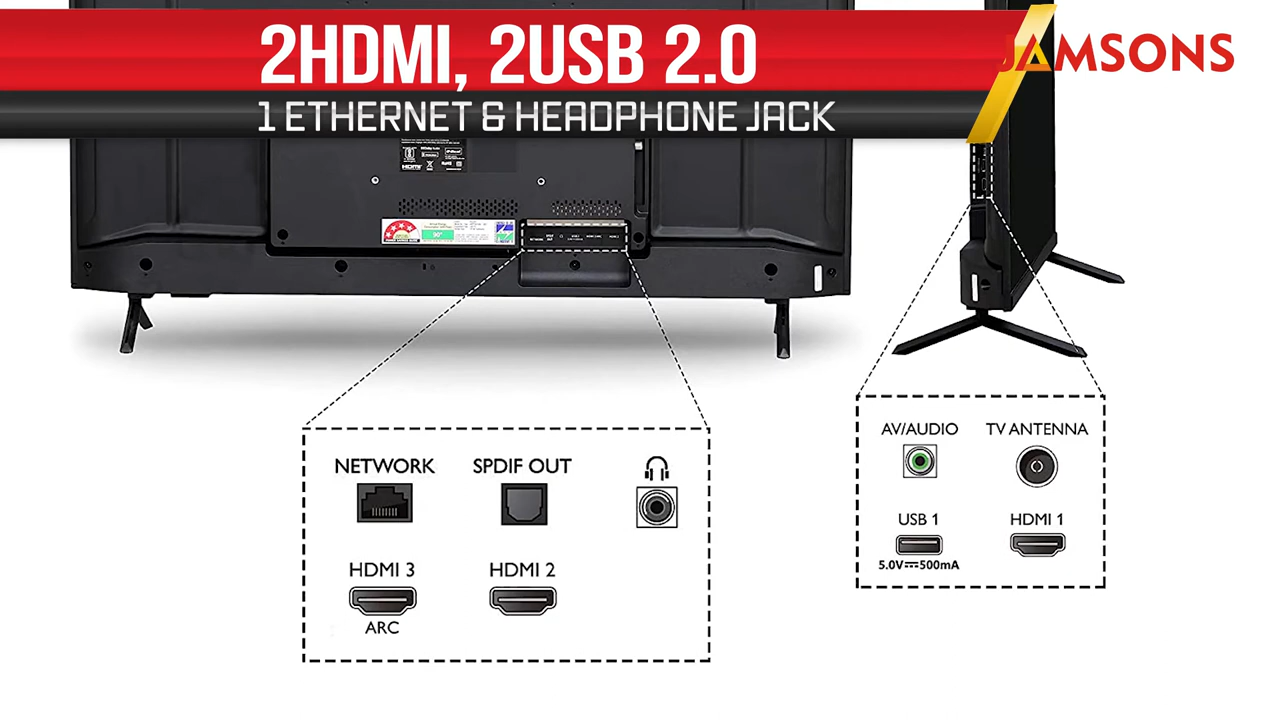 2HDMI, 2USB 2.0
1 ETHERNET & HEADPHONE JACK
JAMSONS
HDMI
NETWORK
SPDIF OUT
HDMI 3
HDMI 2
ARC
AV/AUDIO
TV ANTENNA
USB 1
HDMI 1
5.0V⎓500mA